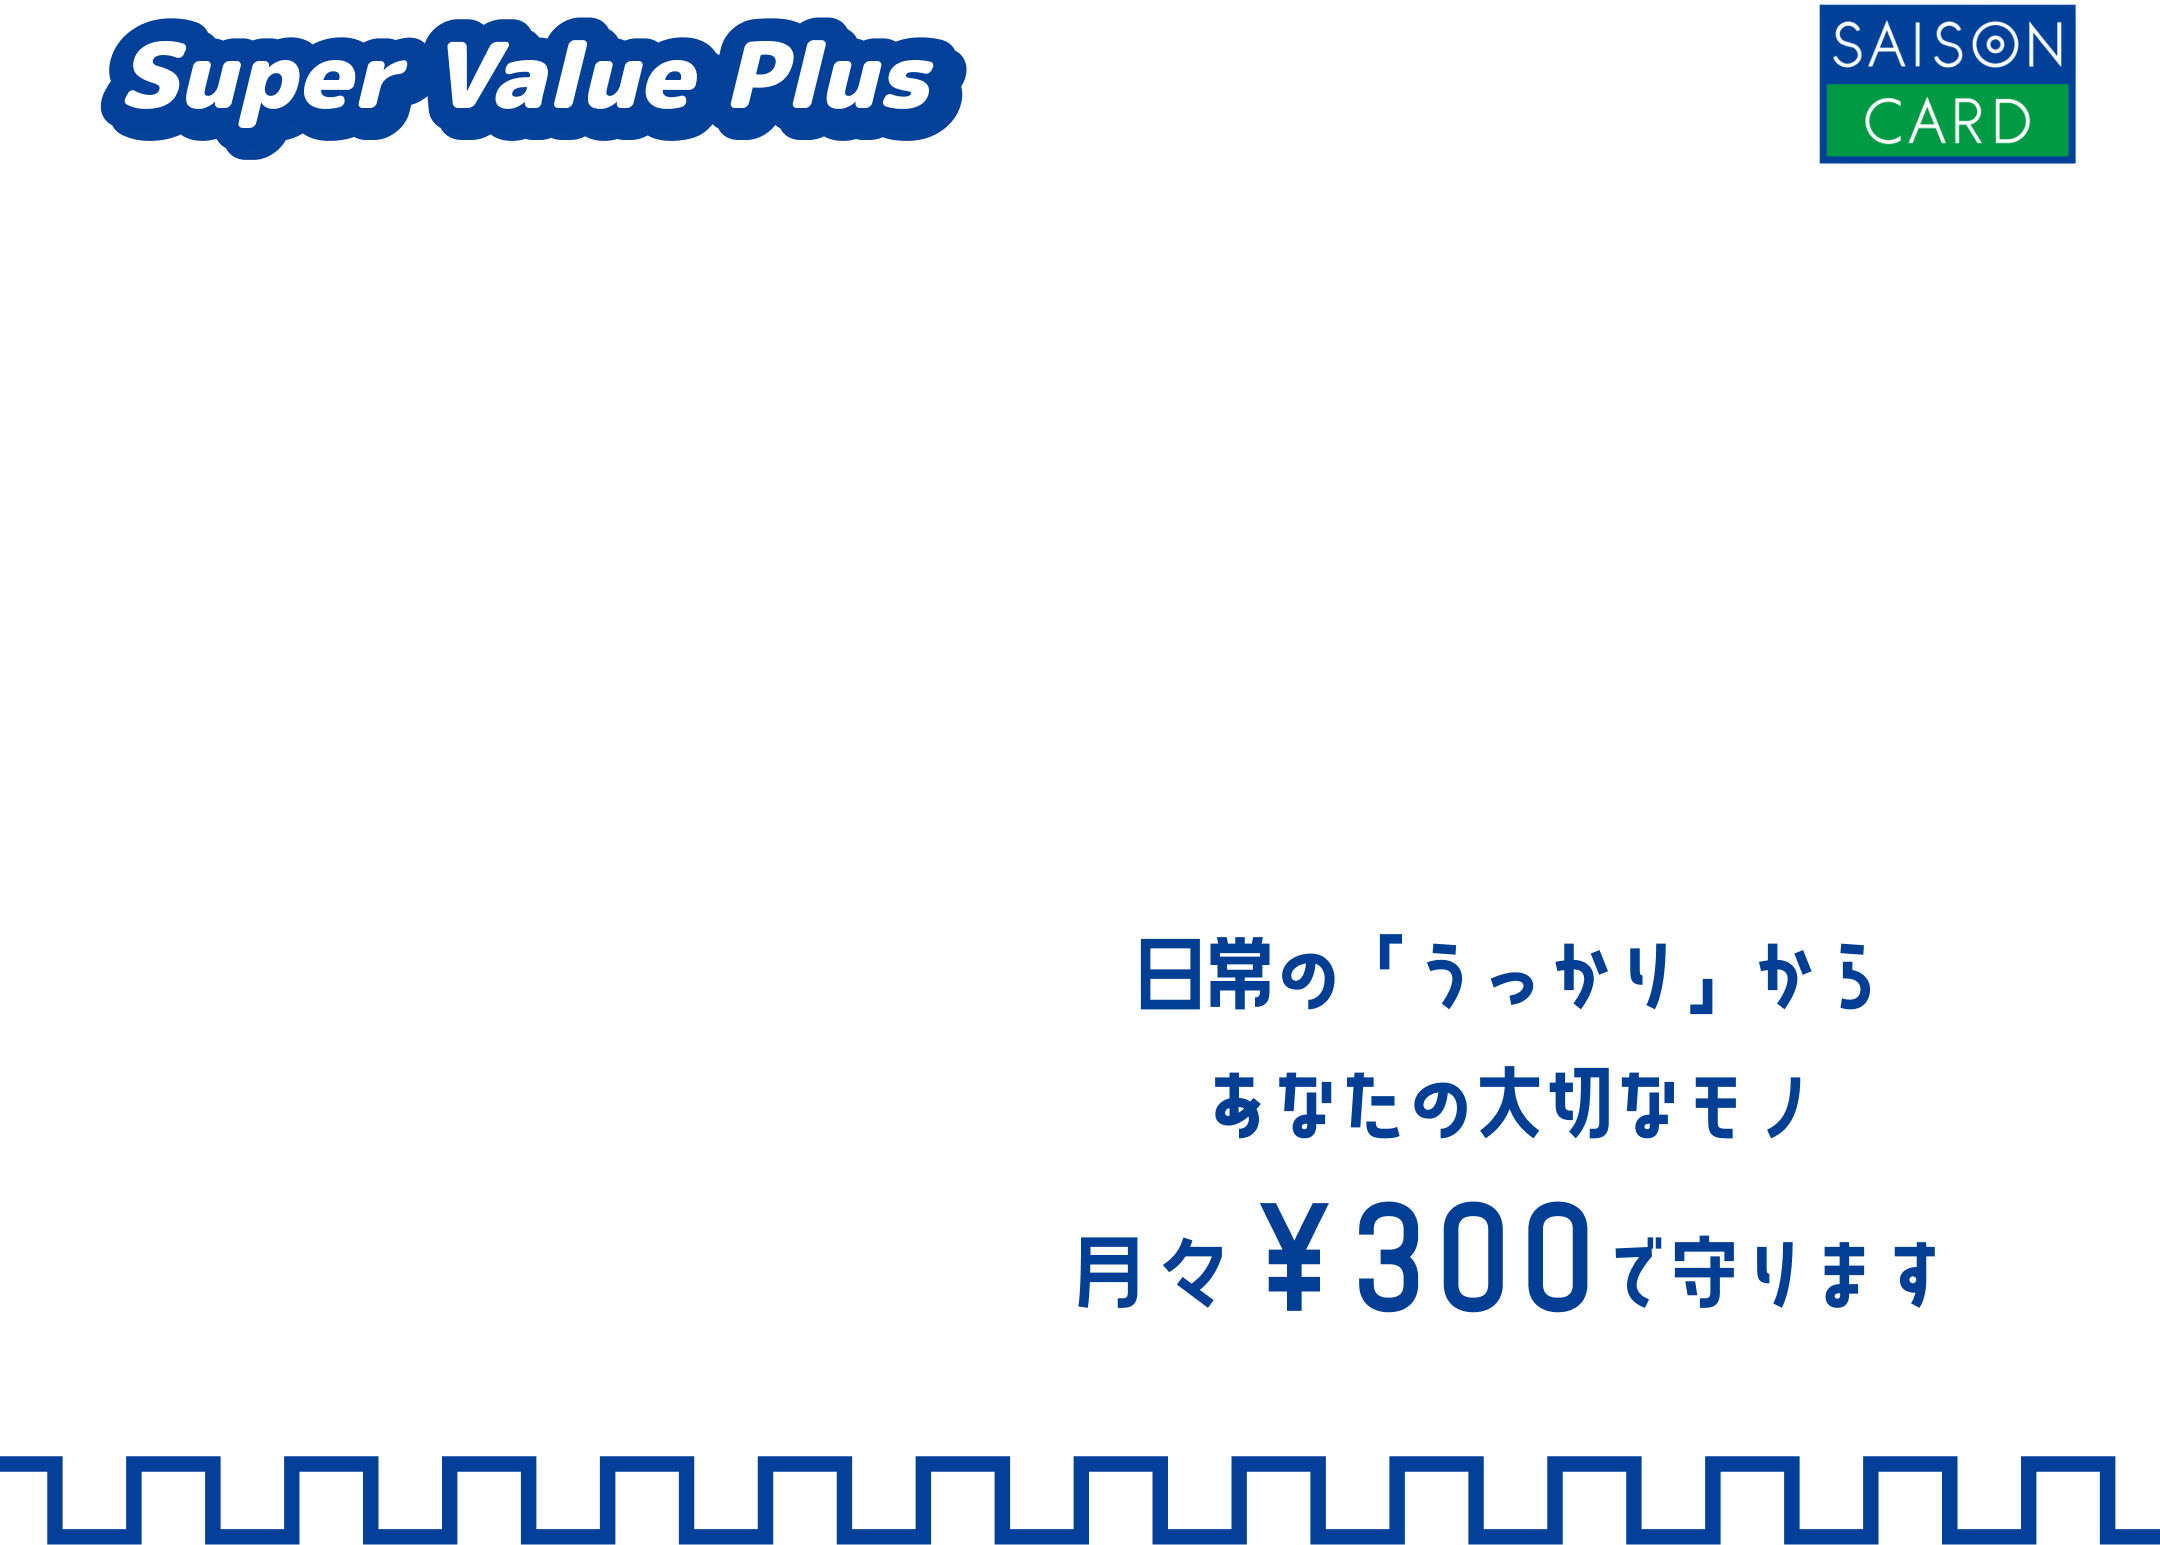 Super Value Plus
SAISON
CARD
日常の「うっかり」から
あなたの大切なモノ
月々¥300で守ります